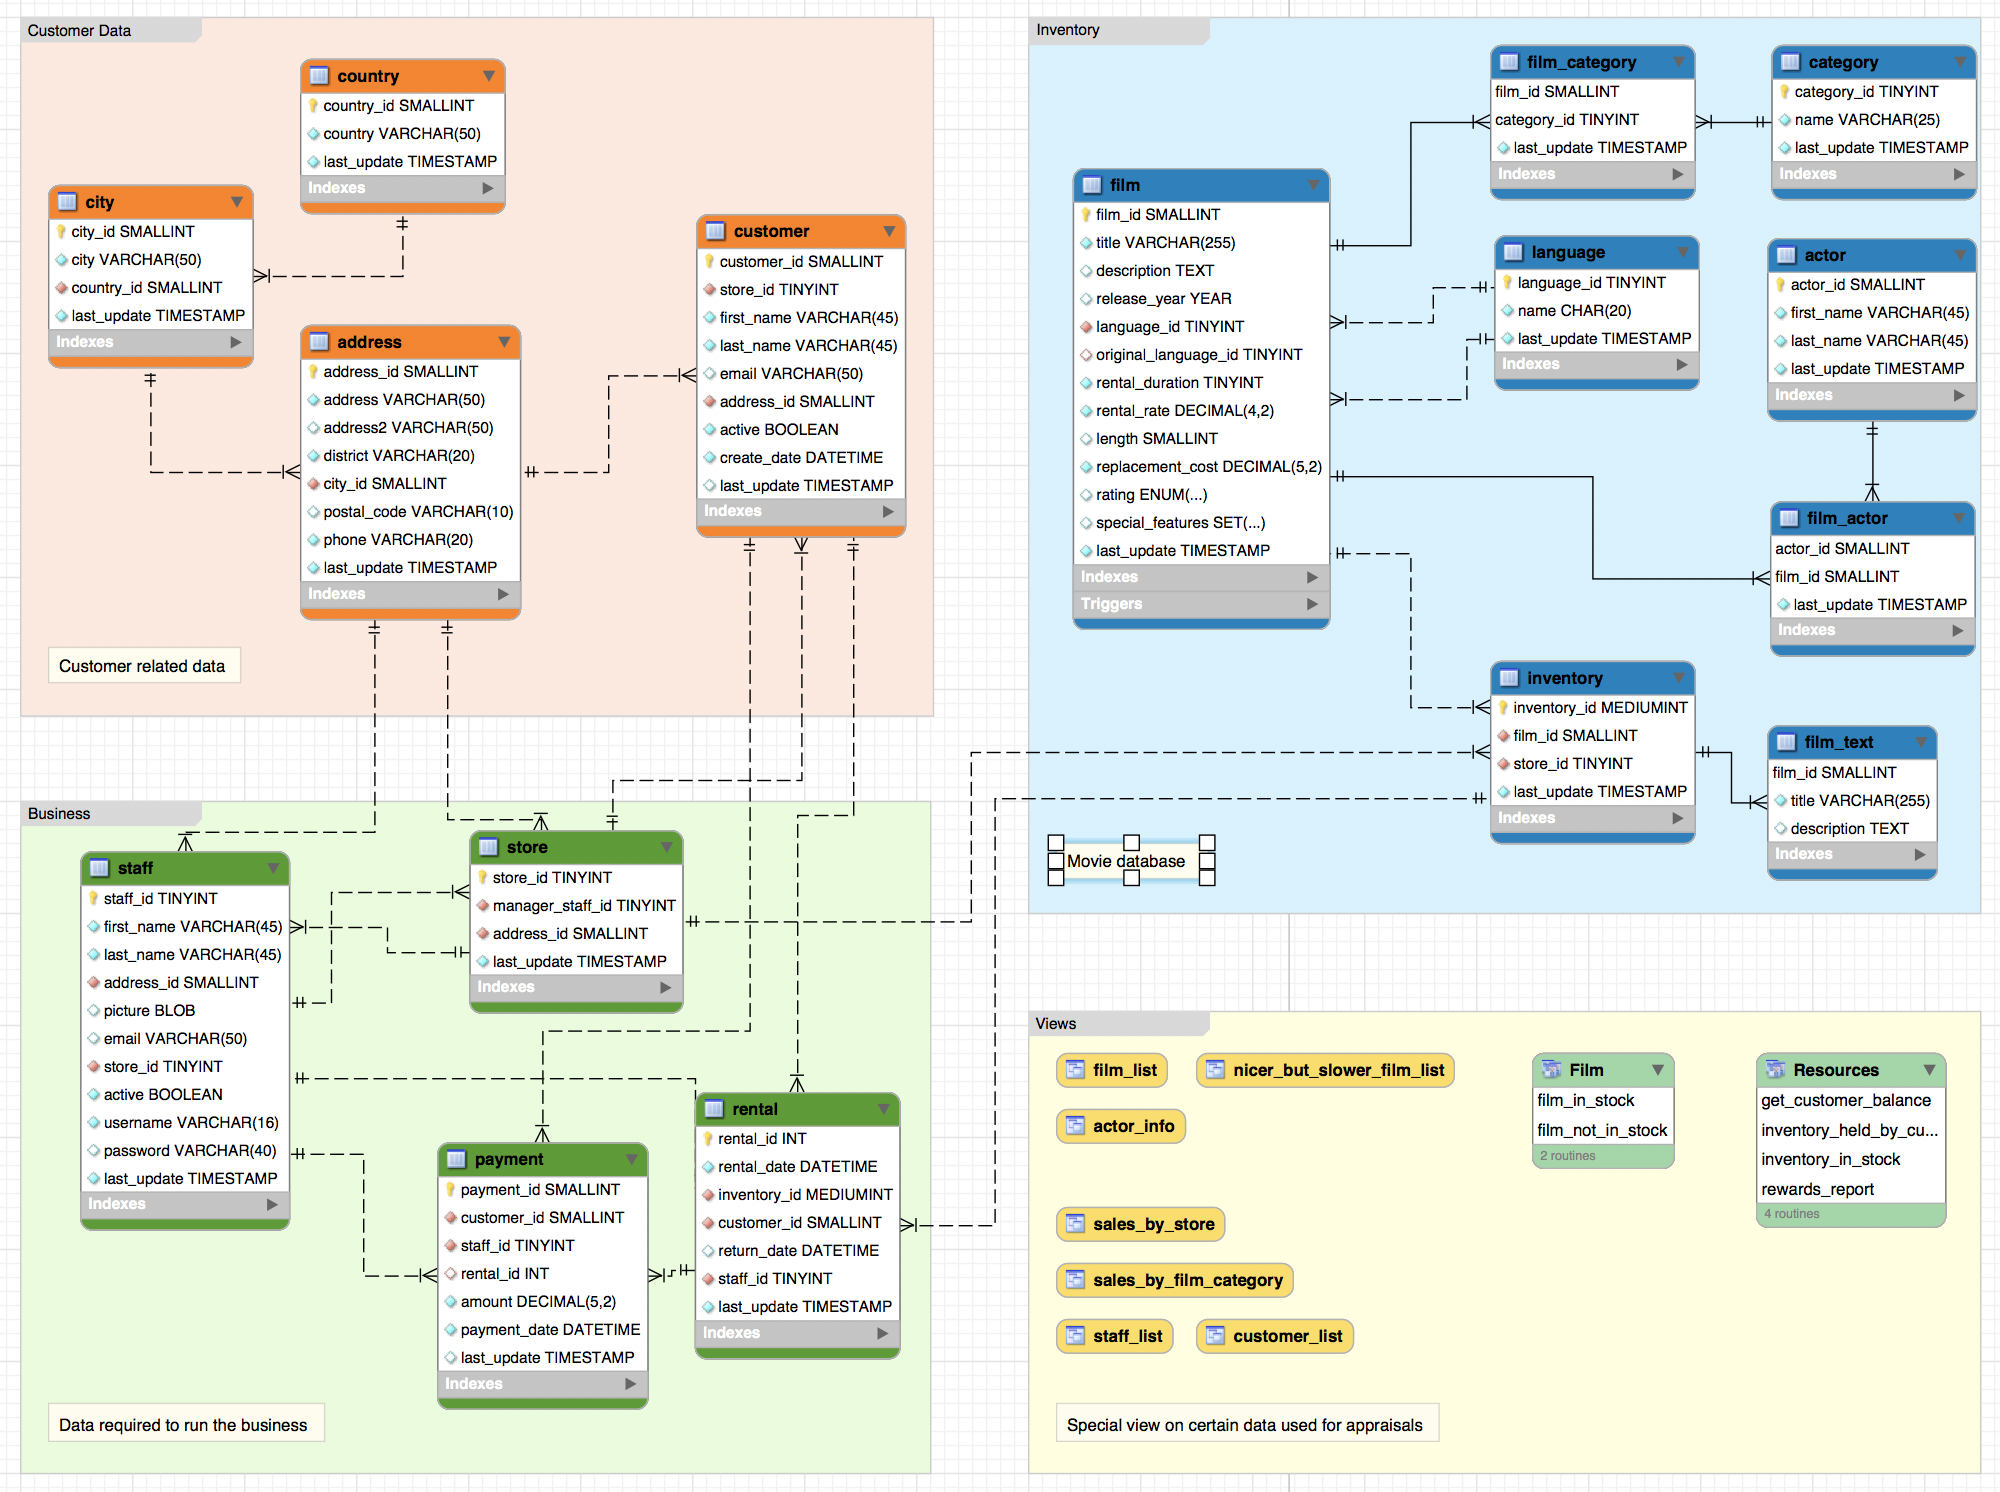 Customer Data
country
country_id SMALLINT
country VARCHAR(50)
last_update TIMESTAMP
Indexes
city
city_id SMALLINT
city VARCHAR(50)
country_id SMALLINT
last_update TIMESTAMP
Indexes
address
address_id SMALLINT
address VARCHAR(50)
address2 VARCHAR(50)
district VARCHAR(20)
city_id SMALLINT
postal_code VARCHAR(10)
phone VARCHAR(20)
last_update TIMESTAMP
Indexes
customer
customer_id SMALLINT
store_id TINYINT
first_name VARCHAR(45)
last_name VARCHAR(45)
email VARCHAR(50)
address_id SMALLINT
active BOOLEAN
create_date DATETIME
last_update TIMESTAMP
Indexes
Customer related data
Inventory
film
film_id SMALLINT
title VARCHAR(255)
description TEXT
release_year YEAR
language_id TINYINT
original_language_id TINYINT
rental_duration TINYINT
rental_rate DECIMAL(4,2)
length SMALLINT
replacement_cost DECIMAL(5,2)
rating ENUM(...)
special_features SET(...)
last_update TIMESTAMP
Indexes
Triggers
film_category
film_id SMALLINT
category_id TINYINT
last_update TIMESTAMP
Indexes
category
category_id TINYINT
name VARCHAR(25)
last_update TIMESTAMP
Indexes
language
language_id TINYINT
name CHAR(20)
last_update TIMESTAMP
Indexes
actor
actor_id SMALLINT
first_name VARCHAR(45)
last_name VARCHAR(45)
last_update TIMESTAMP
Indexes
film_actor
actor_id SMALLINT
film_id SMALLINT
last_update TIMESTAMP
Indexes
inventory
inventory_id MEDIUMINT
film_id SMALLINT
store_id TINYINT
last_update TIMESTAMP
Indexes
film_text
film_id SMALLINT
title VARCHAR(255)
description TEXT
Indexes
Movie database
Business
staff
staff_id TINYINT
first_name VARCHAR(45)
last_name VARCHAR(45)
address_id SMALLINT
picture BLOB
email VARCHAR(50)
store_id TINYINT
active BOOLEAN
username VARCHAR(16)
password VARCHAR(40)
last_update TIMESTAMP
Indexes
store
store_id TINYINT
manager_staff_id TINYINT
address_id SMALLINT
last_update TIMESTAMP
Indexes
payment
payment_id SMALLINT
customer_id SMALLINT
staff_id TINYINT
rental_id INT
amount DECIMAL(5,2)
payment_date DATETIME
last_update TIMESTAMP
Indexes
rental
rental_id INT
rental_date DATETIME
inventory_id MEDIUMINT
customer_id SMALLINT
return_date DATETIME
staff_id TINYINT
last_update TIMESTAMP
Indexes
Data required to run the business
Views
film_list
nicer_but_slower_film_list
actor_info
sales_by_store
sales_by_film_category
staff_list
customer_list
Film
film_in_stock
film_not_in_stock
2 routines
Resources
get_customer_balance
inventory_held_by_cu...
inventory_in_stock
rewards_report
4 routines
Special view on certain data used for appraisals